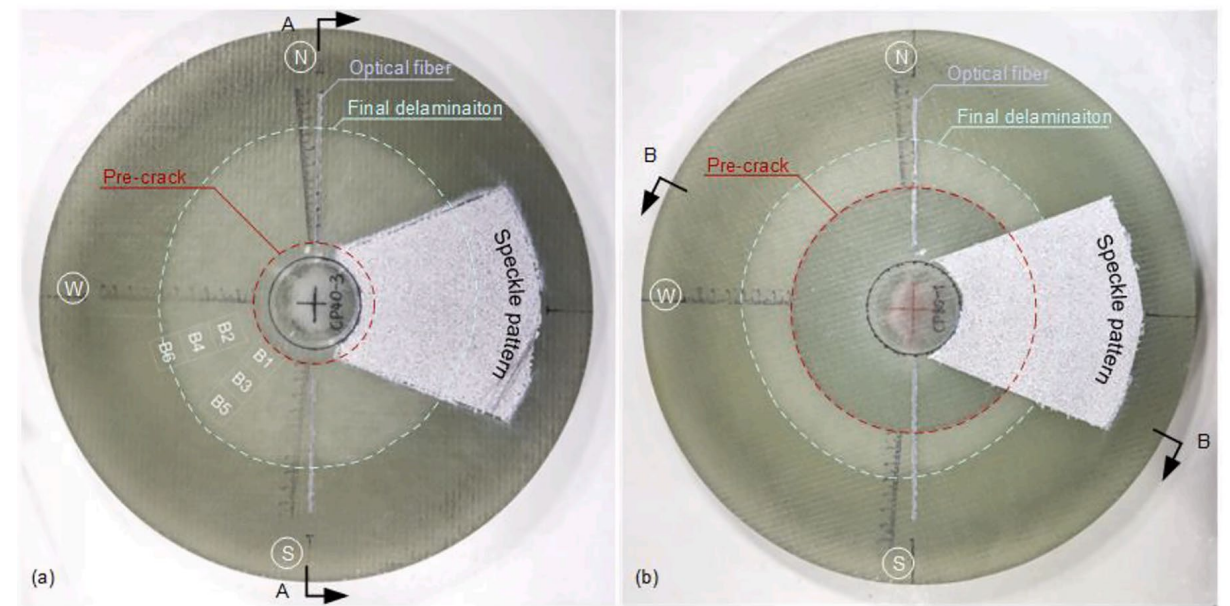 A
N
Optical fiber
Final delaminaiton
Pre-crack
Speckle pattern
W
CP40-3
B2
B4
B6
B1
B3
B5
S
A
(a)
N
Optical fiber
Final delaminaiton
B
Pre-crack
Speckle pattern
W
CP80-1
B
S
(b)